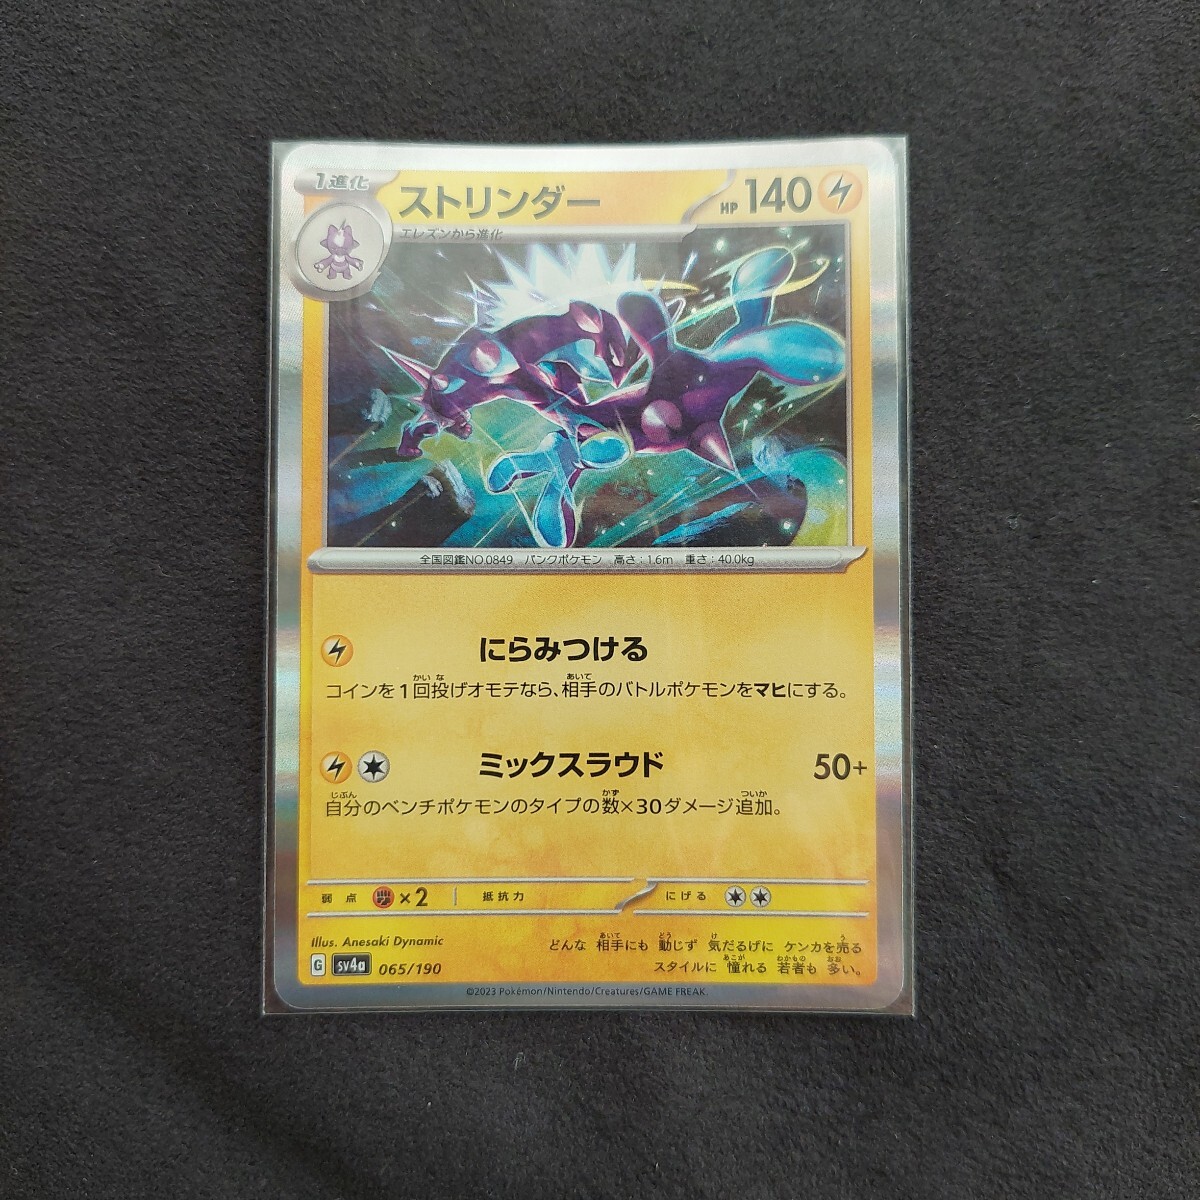 1進化 ストリンダー HP 140
エレズンから進化
全国図鑑NO.0849 パンクポケモン 高さ:1.6m 重さ:40.0kg
にらみつける
コインを1回投げオモテなら、相手のバトルポケモンをマヒにする。
ミックスラウド 50+
自分のベンチポケモンのタイプの数×30ダメージ追加。
弱点 ×2 抵抗力 にげる
Illus. Anesaki Dynamic
どんな 相手にも 動じず 気だるげに ケンカを売る
スタイルに 憧れる 若者も 多い。
G sv4a 065/190
©2023 Pokémon/Nintendo/Creatures/GAME FREAK.